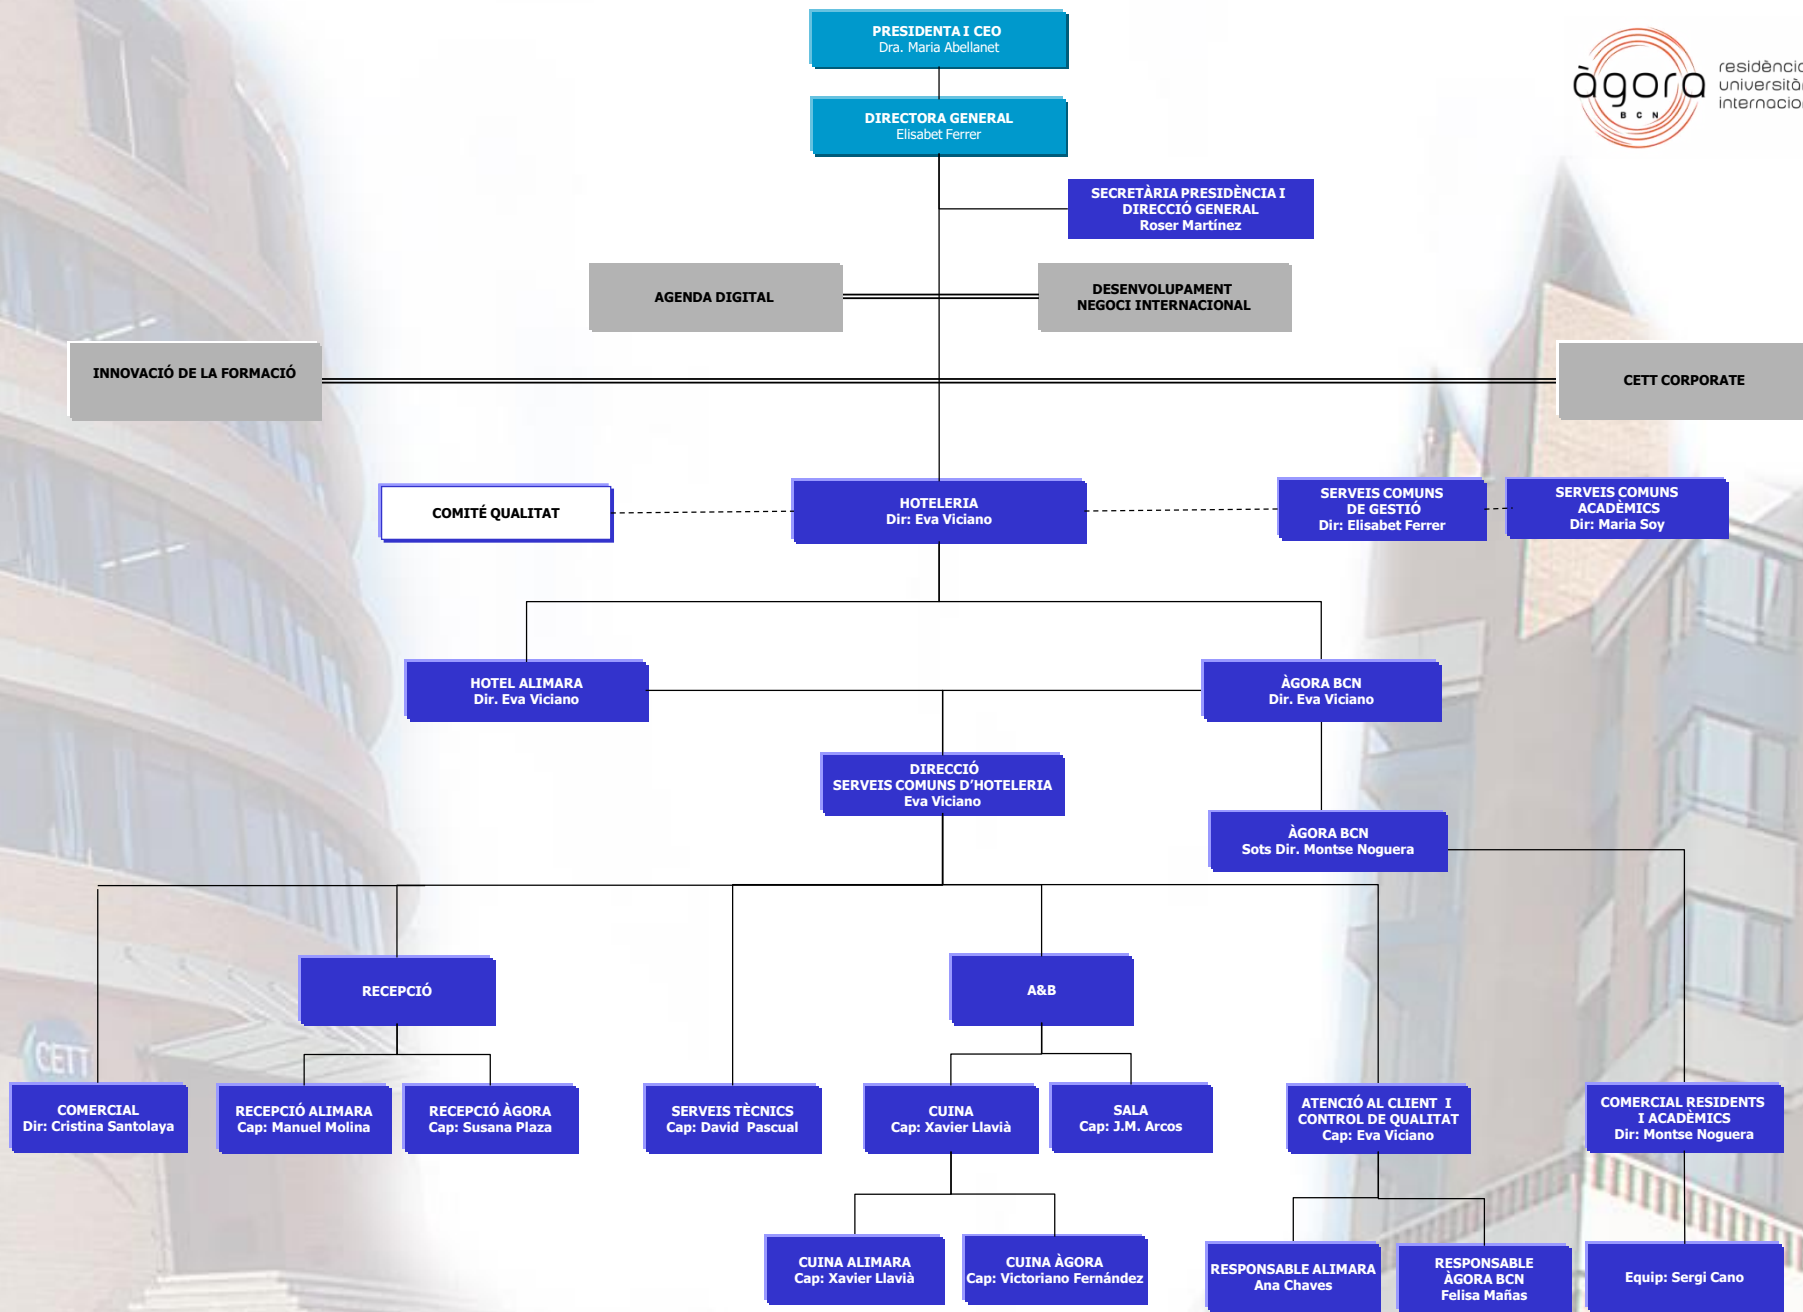 PRESIDENTA I CEO
Dra. Maria Abellanet
DIRECTORA GENERAL
Elisabet Ferrer
àgora
BCN
SECRETÀRIA PRESIDÈNCIA I
DIRECCIÓ GENERAL
Roser Martínez
AGENDA DIGITAL
DESENVOLUPAMENT
NEGOCI INTERNACIONAL
INNOVACIÓ DE LA FORMACIÓ
CETT CORPORATE
COMITÉ QUALITAT
HOTELERIA
Dir: Eva Viciano
SERVEIS COMUNS
DE GESTIÓ
Dir: Elisabet Ferrer
SERVEIS COMUNS
ACADÈMICS
Dir: Maria Soy
HOTEL ALIMARA
Dir. Eva Viciano
ÀGORA BCN
Dir. Eva Viciano
DIRECCIÓ
SERVEIS COMUNS D'HOTELERIA
Eva Viciano
ÀGORA BCN
Sots Dir. Montse Noguera
RECEPCIÓ
A&B
CETT
COMERCIAL
Dir: Cristina Santolaya
RECEPCIÓ ALIMARA
Cap: Manuel Molina
RECEPCIÓ ÀGORA
Cap: Susana Plaza
SERVEIS TÈCNICS
Cap: David Pascual
CUINA
Cap: Xavier Llavià
SALA
Cap: J.M. Arcos
ATENCIÓ AL CLIENT I
CONTROL DE QUALITAT
Cap: Eva Viciano
COMERCIAL RESIDENTS
I ACADÈMICS
Dir: Montse Noguera
CUINA ALIMARA
Cap: Xavier Llavià
CUINA ÀGORA
Cap: Victoriano Fernández
RESPONSABLE ALIMARA
Ana Chaves
RESPONSABLE
ÀGORA BCN
Felisa Mañas
Equip: Sergi Cano